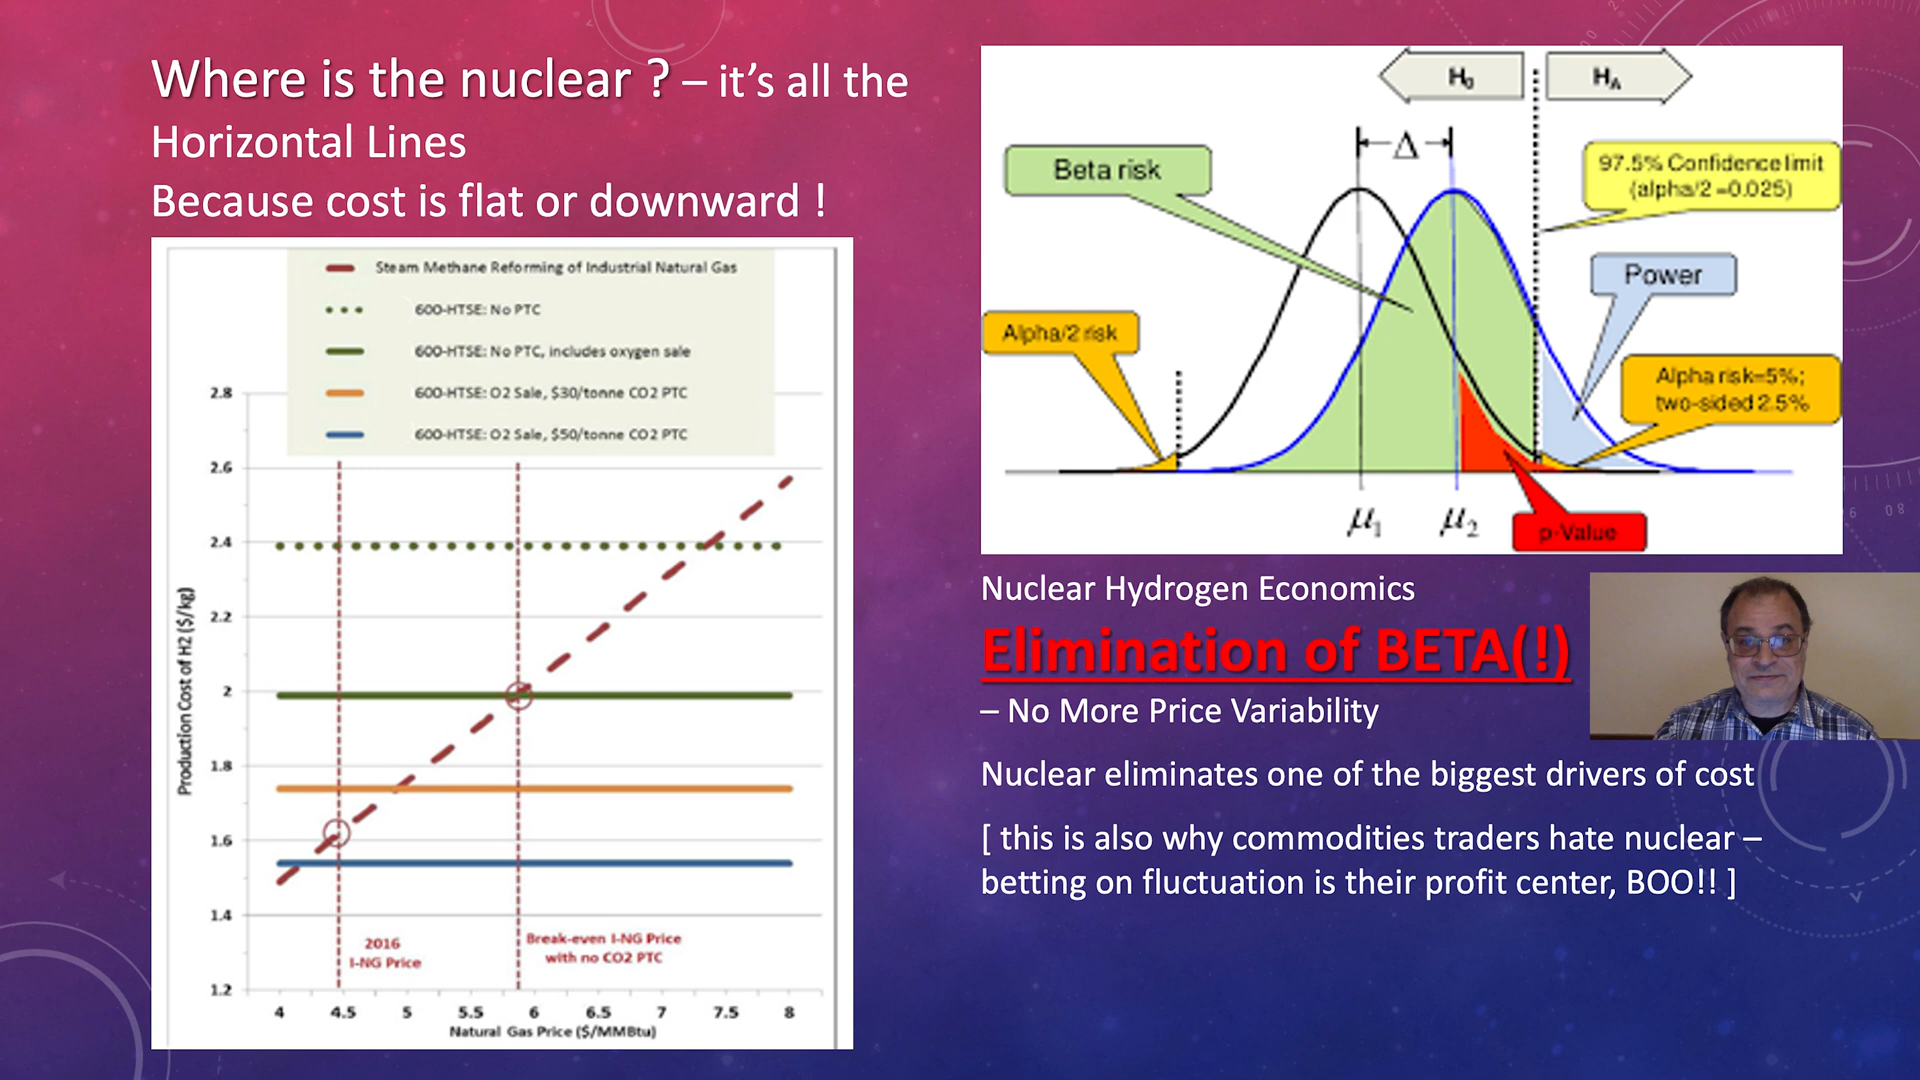 Where is the nuclear ? – it’s all the
Horizontal Lines
Because cost is flat or downward !
Steam Methane Reforming of Industrial Natural Gas
600-HTSE: No PTC
600-HTSE: No PTC, includes oxygen sale
600-HTSE: O2 Sale, $30/tonne CO2 PTC
600-HTSE: O2 Sale, $50/tonne CO2 PTC
Production Cost of H2 ($/kg)
2.8
2.6
2.4
2.2
2
1.8
1.6
1.4
1.2
2016
I-NG Price
Break-even I-NG Price
with no CO2 PTC
4 4.5 5 5.5 6 6.5 7 7.5 8
Natural Gas Price ($/MMBtu)
H₀
H_A
Δ
Beta risk
97.5% Confidence limit
(alpha/2 =0.025)
Power
Alpha/2 risk
Alpha risk=5%;
two-sided 2.5%
μ₁ μ₂
p-Value
Nuclear Hydrogen Economics
Elimination of BETA(!)
– No More Price Variability
Nuclear eliminates one of the biggest drivers of cost
[ this is also why commodities traders hate nuclear –
betting on fluctuation is their profit center, BOO!! ]